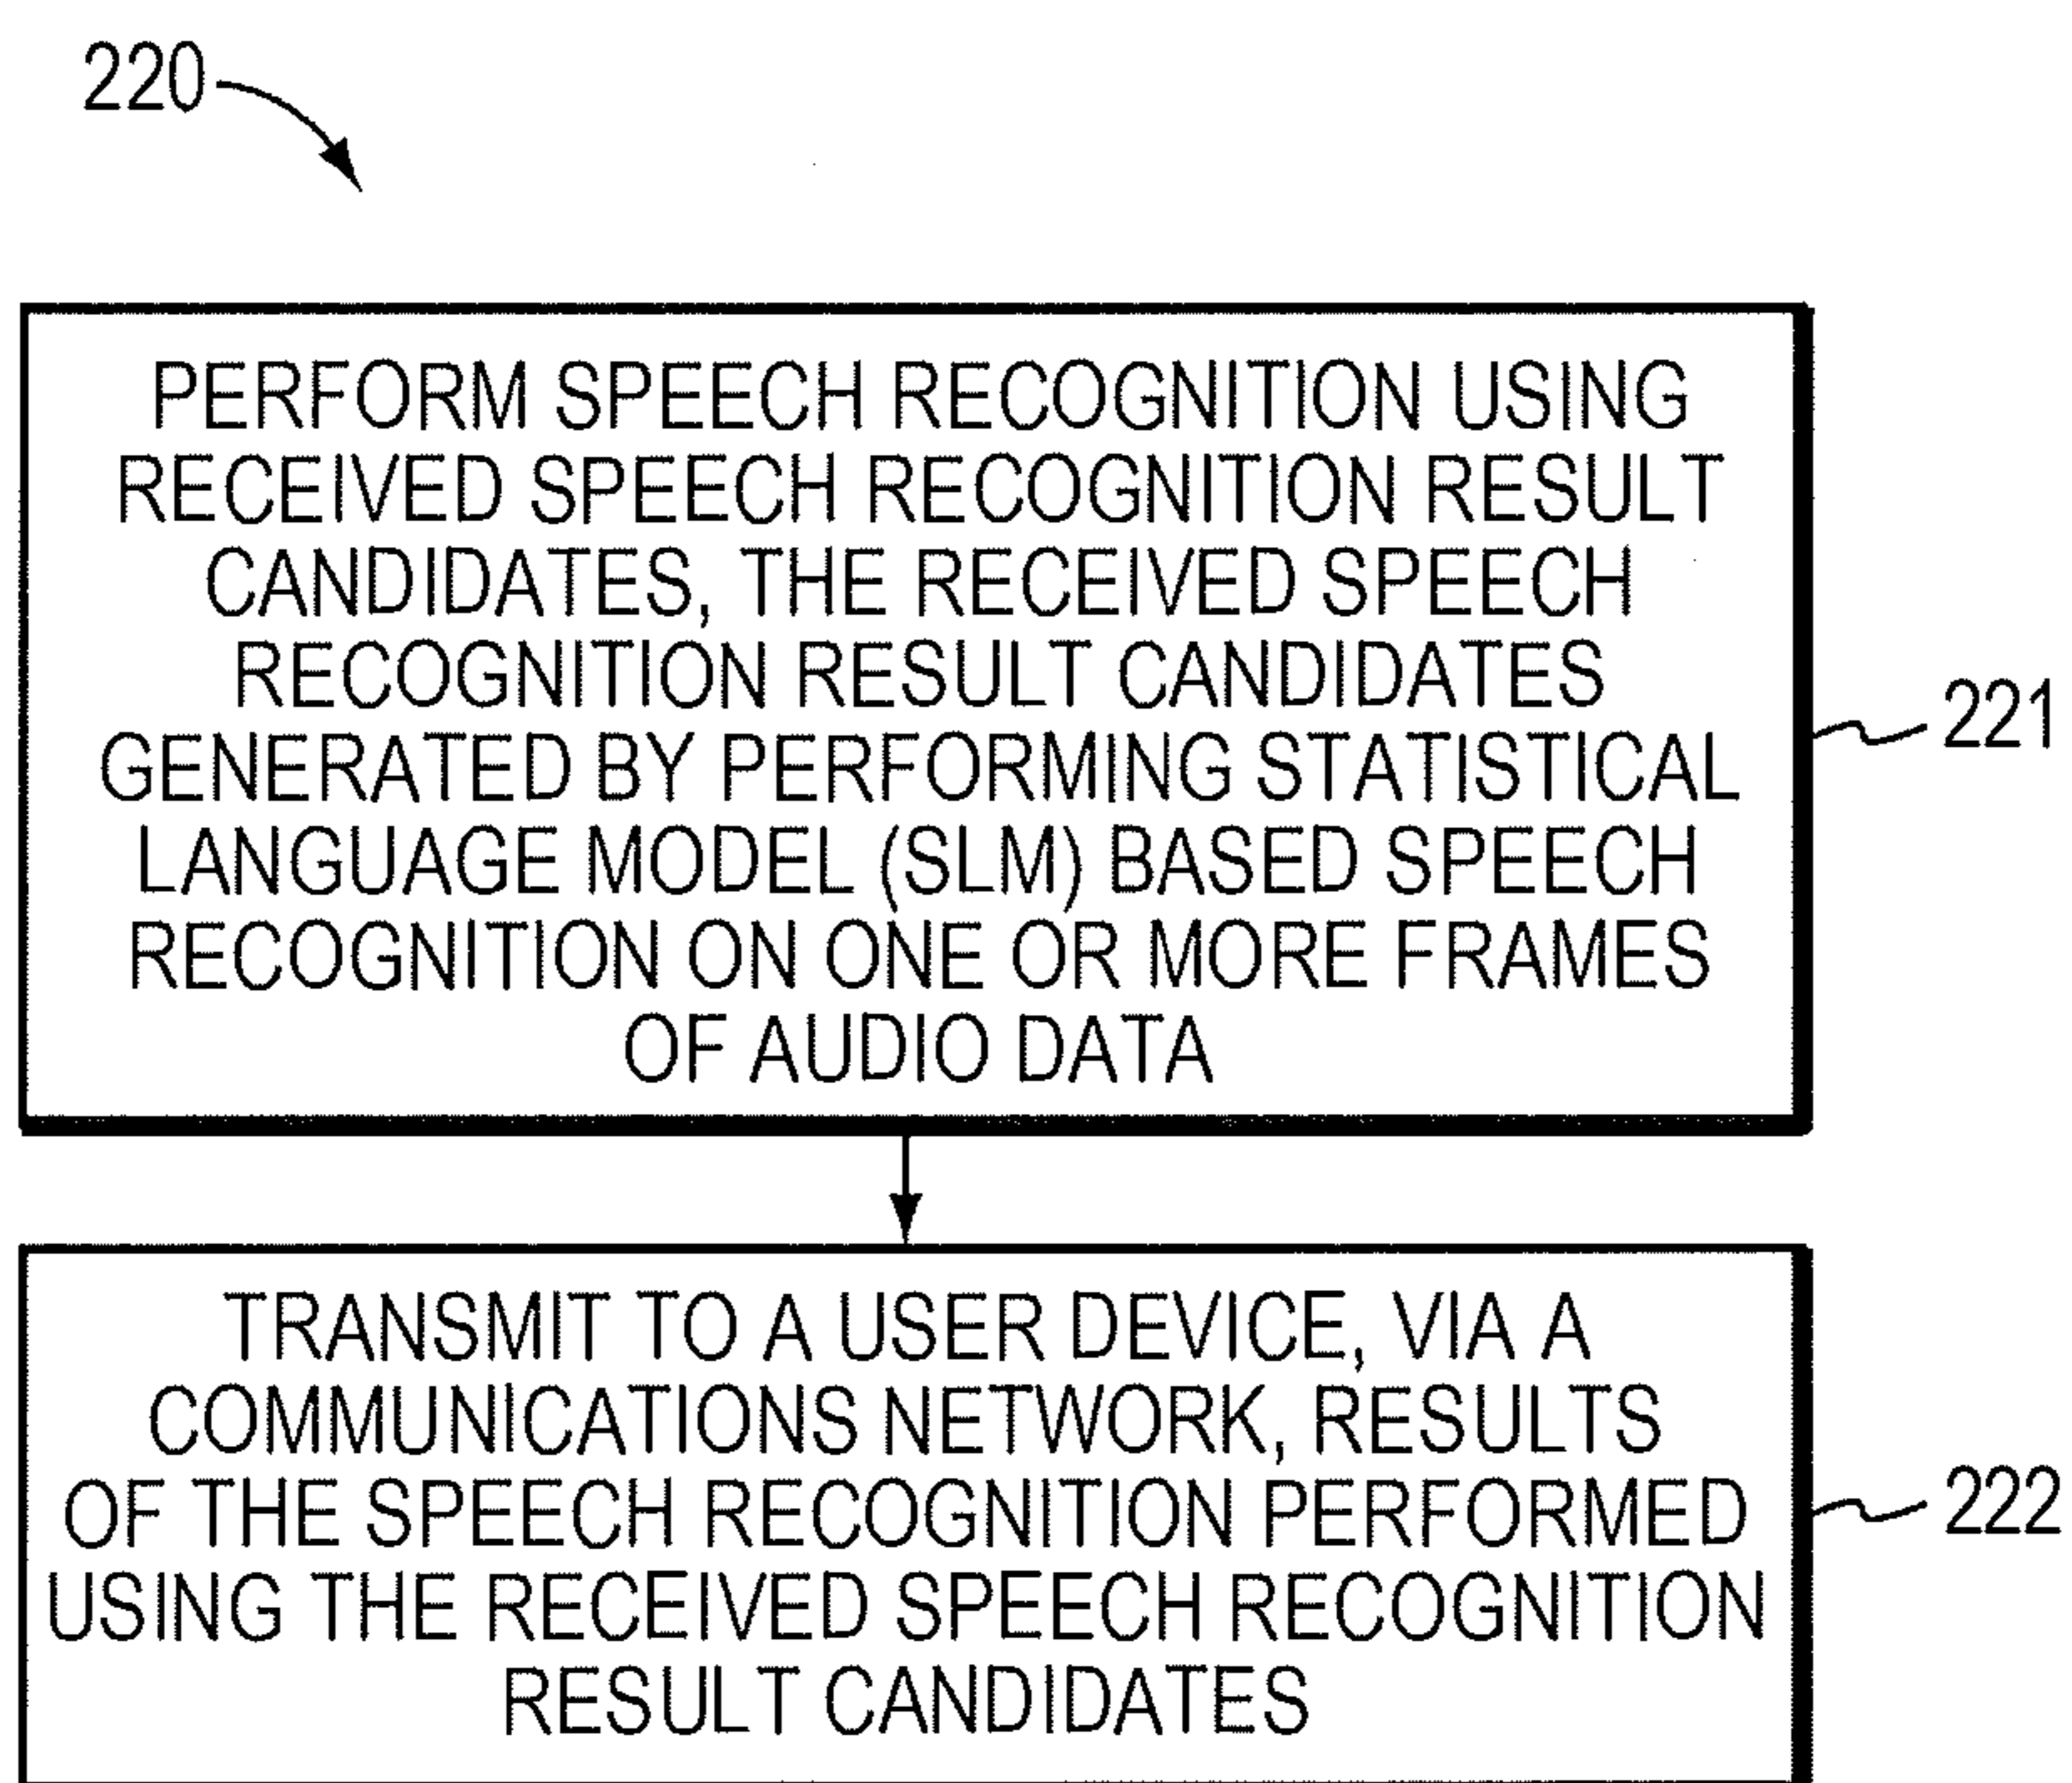 220
PERFORM SPEECH RECOGNITION USING
RECEIVED SPEECH RECOGNITION RESULT
CANDIDATES, THE RECEIVED SPEECH
RECOGNITION RESULT CANDIDATES
GENERATED BY PERFORMING STATISTICAL
LANGUAGE MODEL (SLM) BASED SPEECH
RECOGNITION ON ONE OR MORE FRAMES
OF AUDIO DATA
221
TRANSMIT TO A USER DEVICE, VIA A
COMMUNICATIONS NETWORK, RESULTS
OF THE SPEECH RECOGNITION PERFORMED
USING THE RECEIVED SPEECH RECOGNITION
RESULT CANDIDATES
222